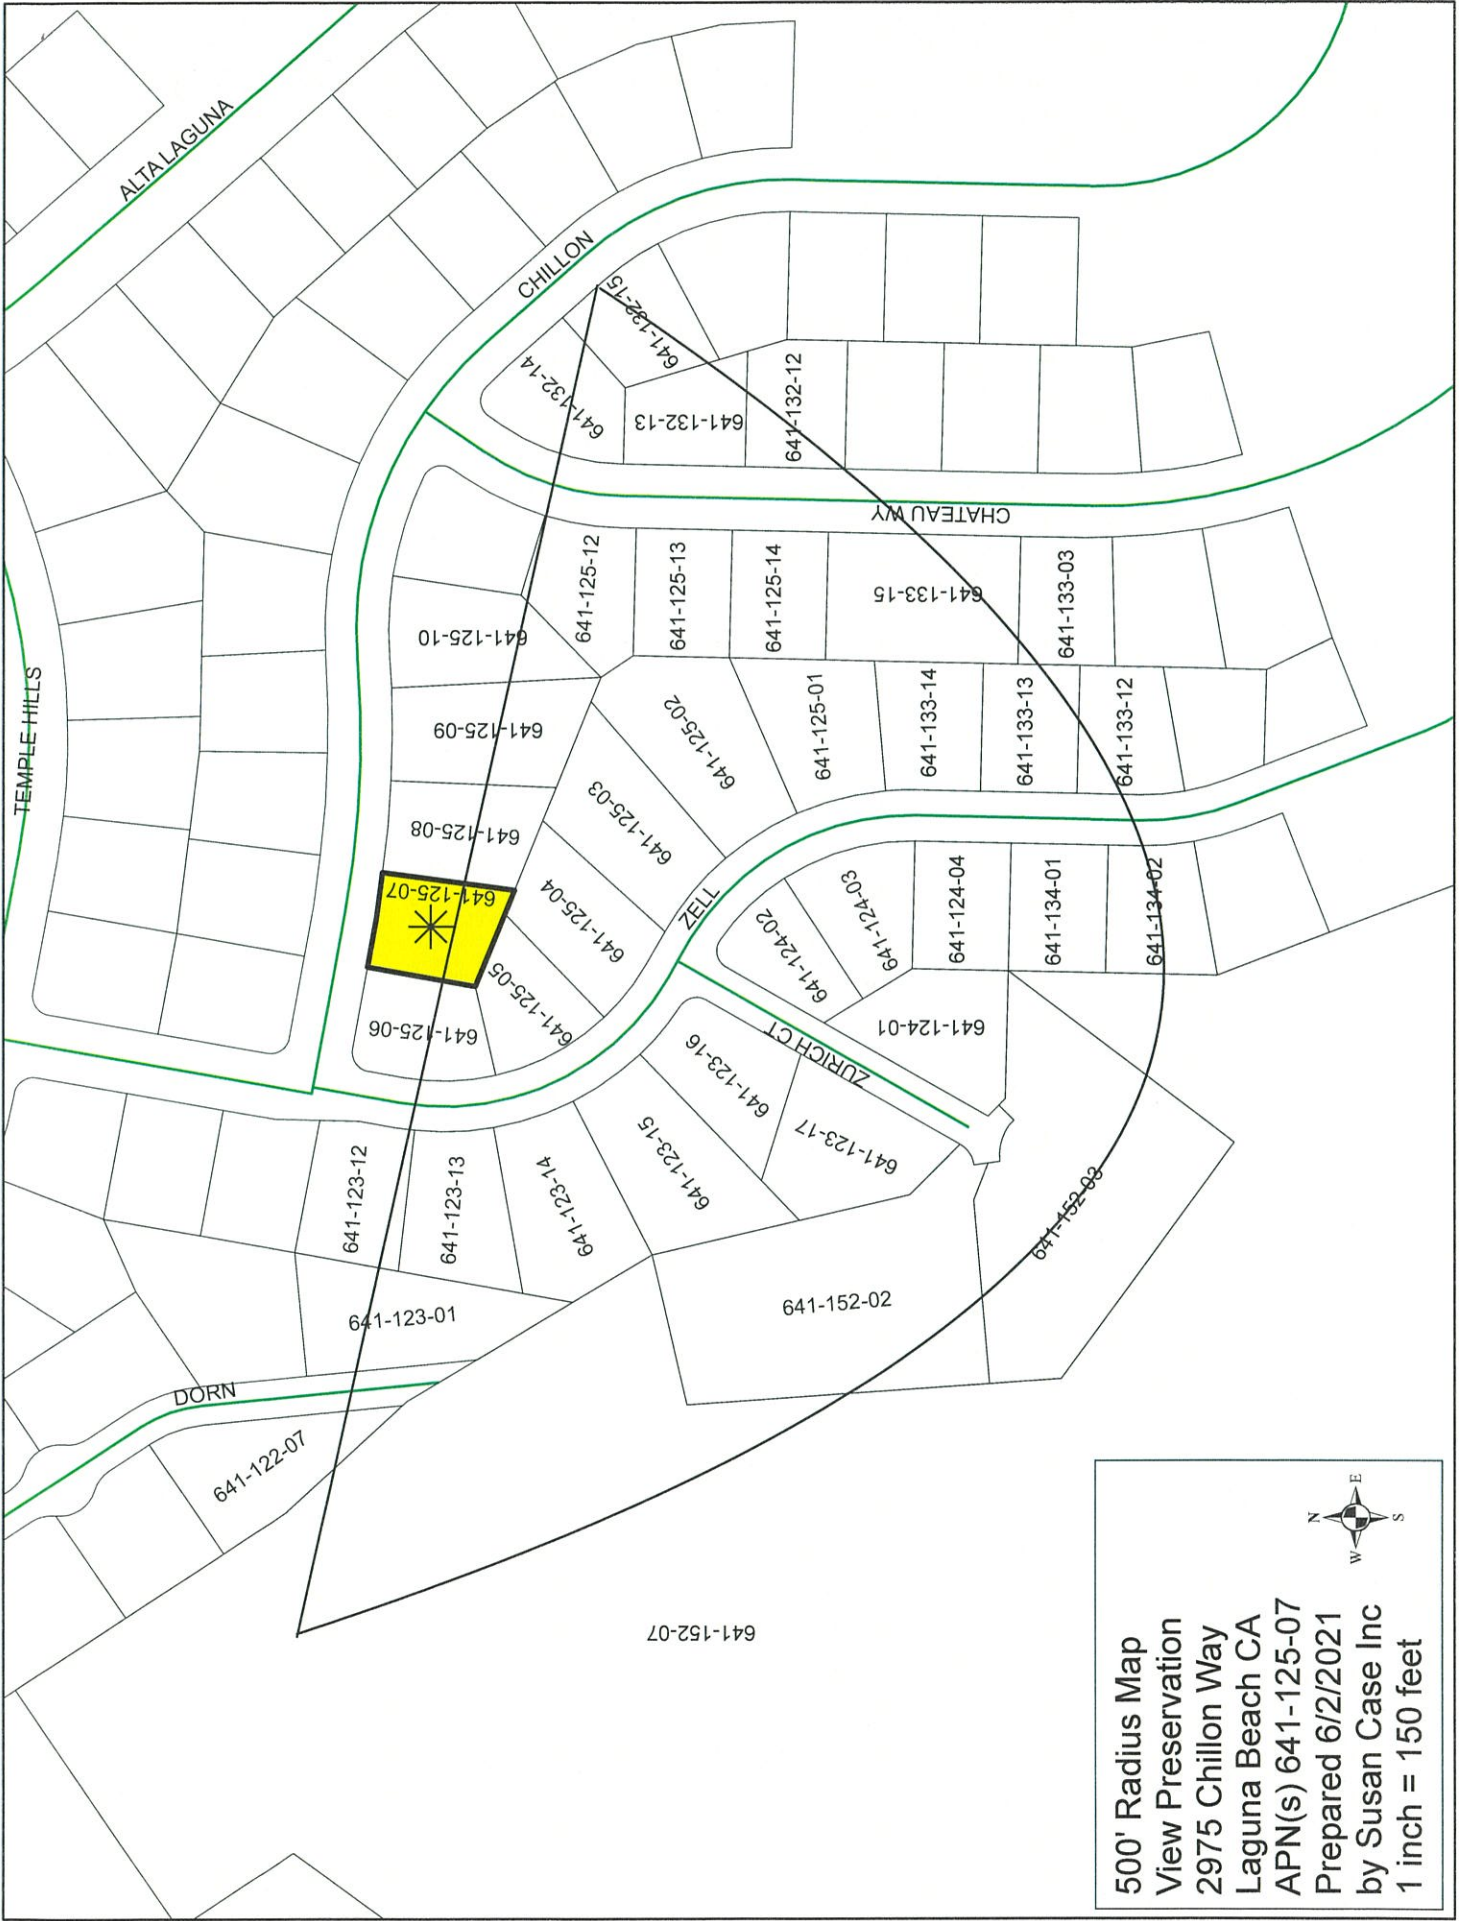 ALTA LAGUNA
TEMPLE HILLS
CHILLON
641-132-15
641-132-14
641-132-13
641-132-12
CHATEAU WY
641-125-12
641-125-13
641-125-14
641-133-15
641-133-03
641-125-10
641-125-09
641-125-08
641-125-07
641-125-06
641-125-05
641-125-04
641-125-03
641-125-02
641-125-01
641-133-14
641-133-13
641-133-12
ZELL
641-124-02
641-124-03
641-124-04
641-134-01
641-134-02
641-124-01
ZURICH CT
641-123-16
641-123-17
641-123-15
641-123-14
641-123-13
641-123-12
641-123-01
641-152-02
641-152-03
DORN
641-122-07
641-152-07
500' Radius Map
View Preservation
2975 Chillon Way
Laguna Beach CA
APN(s) 641-125-07
Prepared 6/2/2021
by Susan Case Inc
1 inch = 150 feet
N
W
E
S